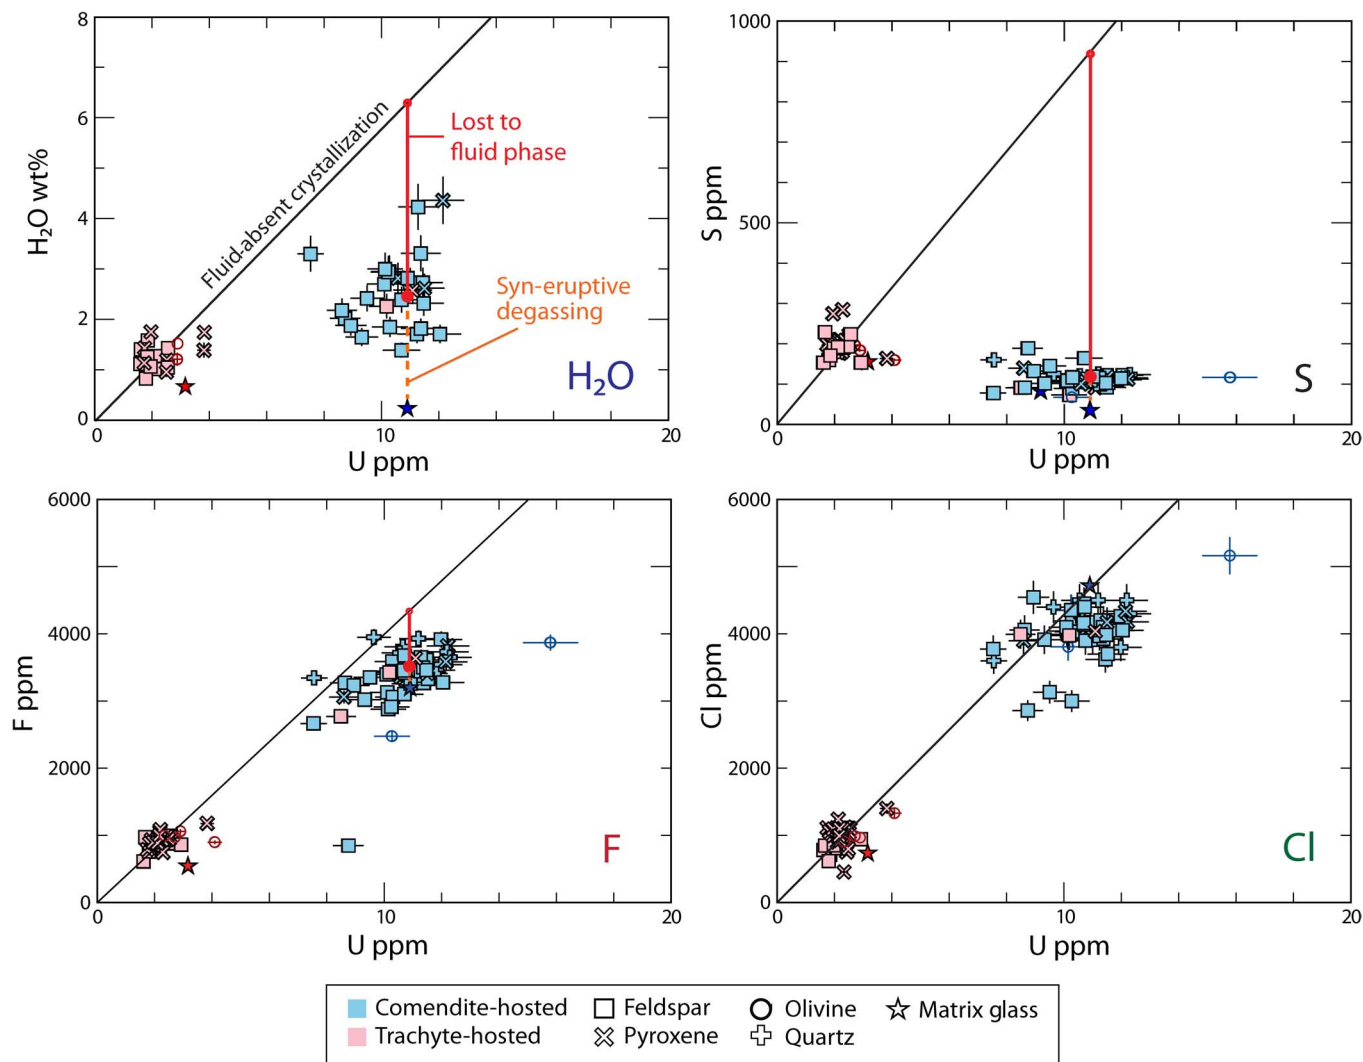 8
6
4
2
0
H₂O wt%
Fluid-absent crystallization
Lost to
fluid phase
Syn-eruptive
degassing
H₂O
0
10
20
U ppm
1000
500
0
S ppm
S
0
10
20
U ppm
6000
4000
2000
0
F ppm
F
0
10
20
U ppm
6000
4000
2000
0
Cl ppm
Cl
0
10
20
U ppm
Comendite-hosted
Feldspar
Olivine
Matrix glass
Trachyte-hosted
Pyroxene
Quartz